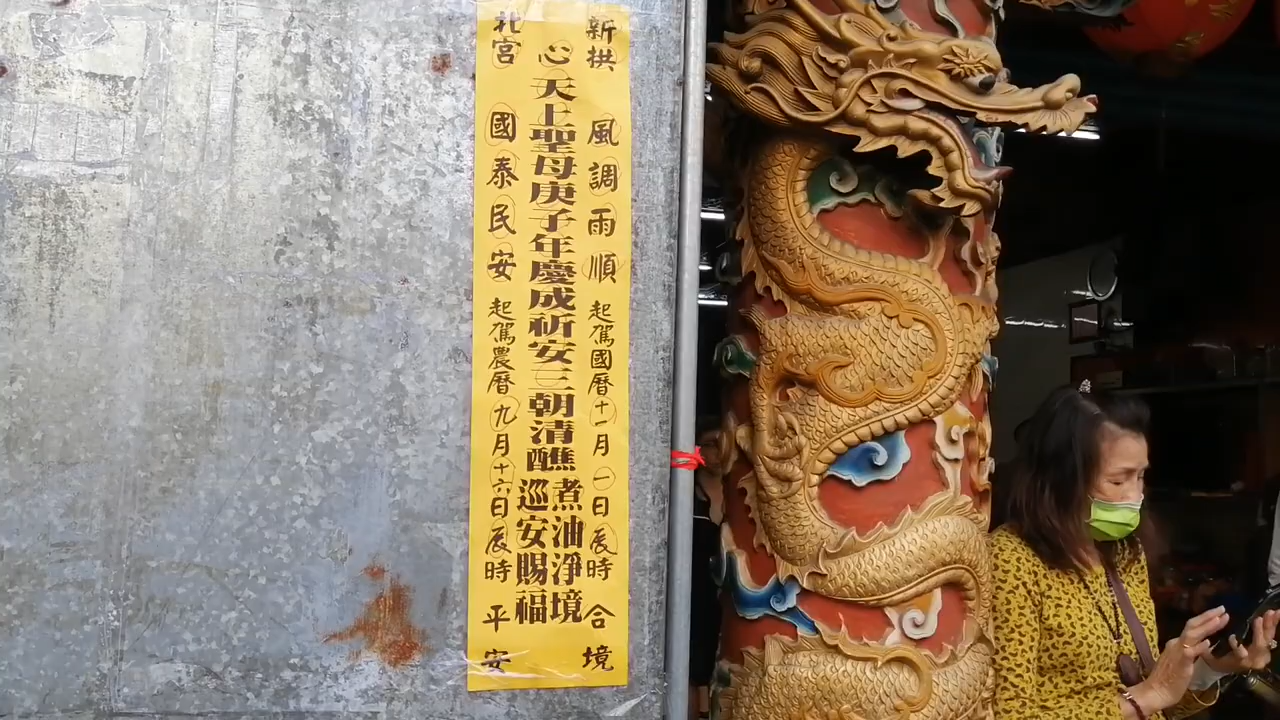 新拱北宮
心天上聖母庚子年慶成祈安三朝清醮
煮油淨境
巡安賜福
風調雨順
起駕國曆十一月一日辰時
合境
國泰民安
起駕農曆九月十六日辰時
平安